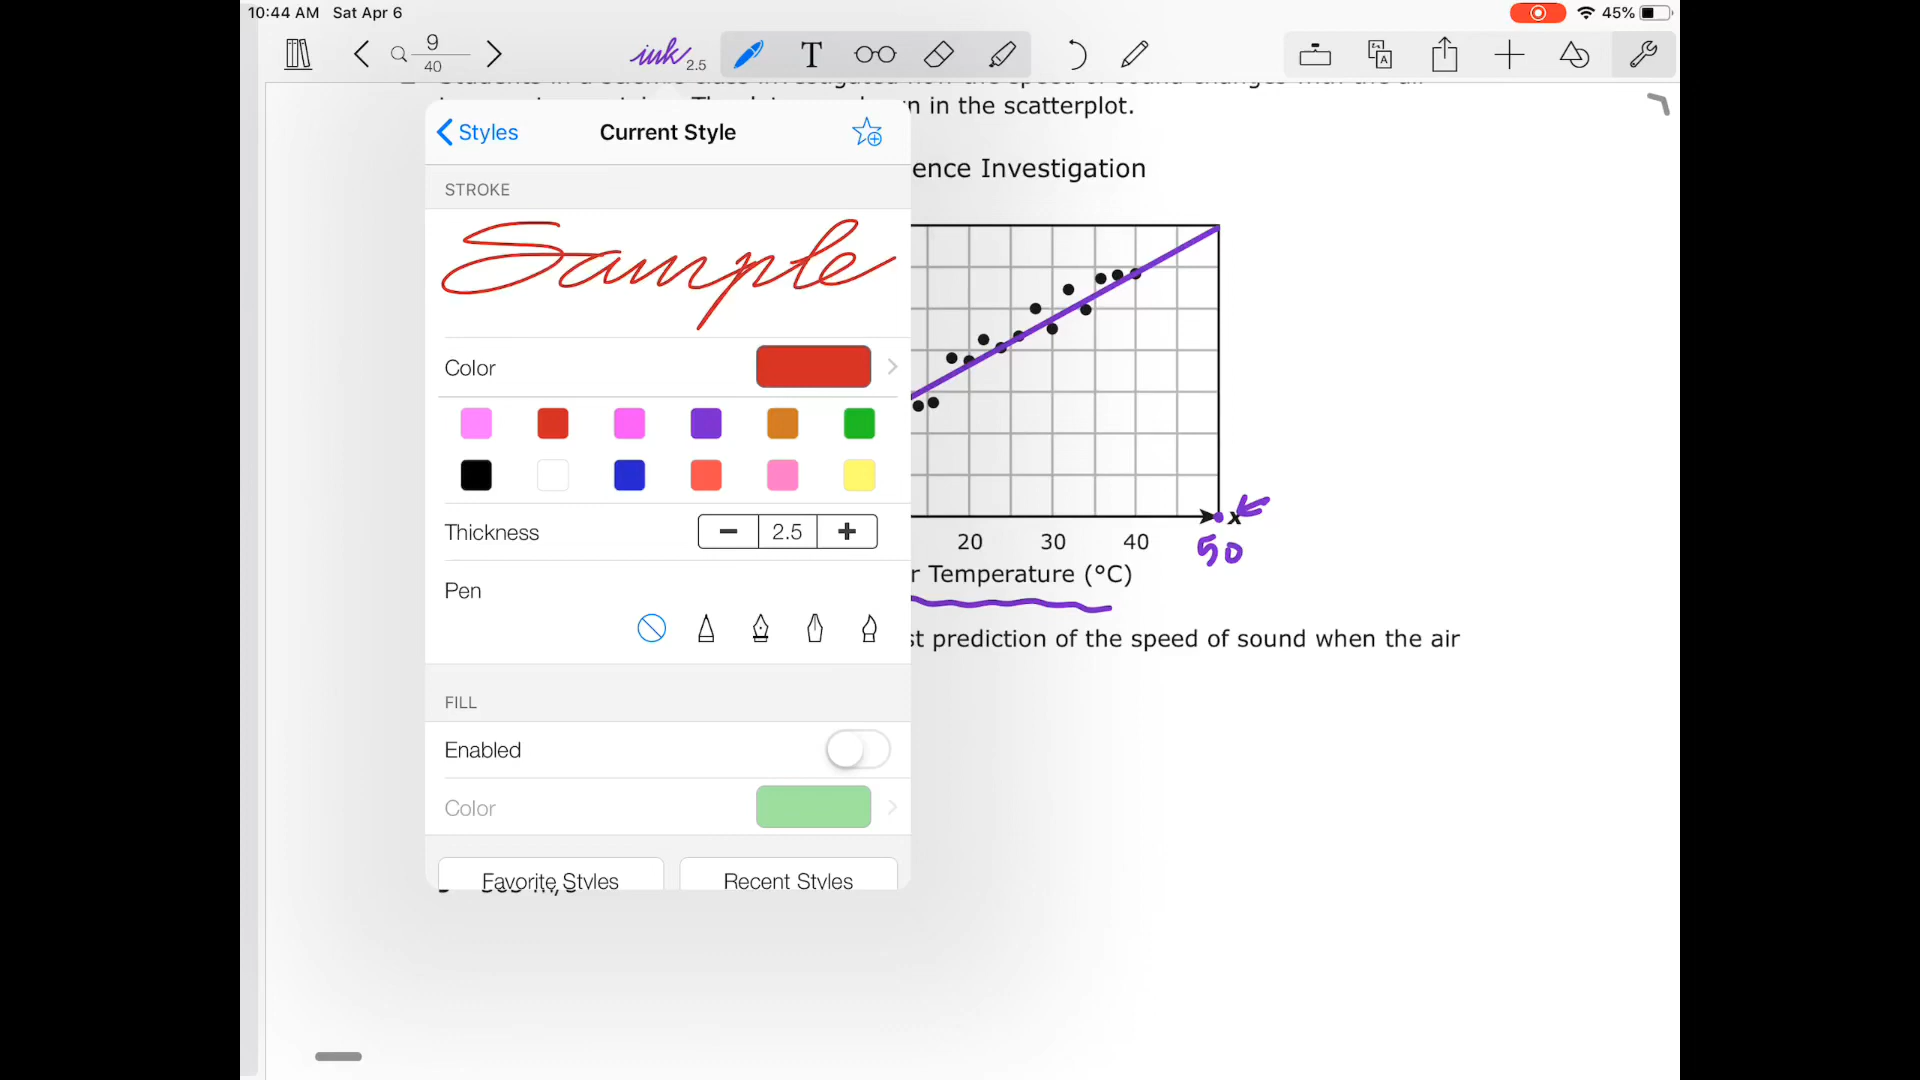 10:44 AM Sat Apr 6
45%
9
40
ink 2.5
T
A
in the scatterplot.
Styles
Current Style
ence Investigation
STROKE
Sample
Color
Thickness
2.5
x
20 30 40
50
r Temperature (°C)
Pen
st prediction of the speed of sound when the air
FILL
Enabled
Color
Favorite Styles
Recent Styles